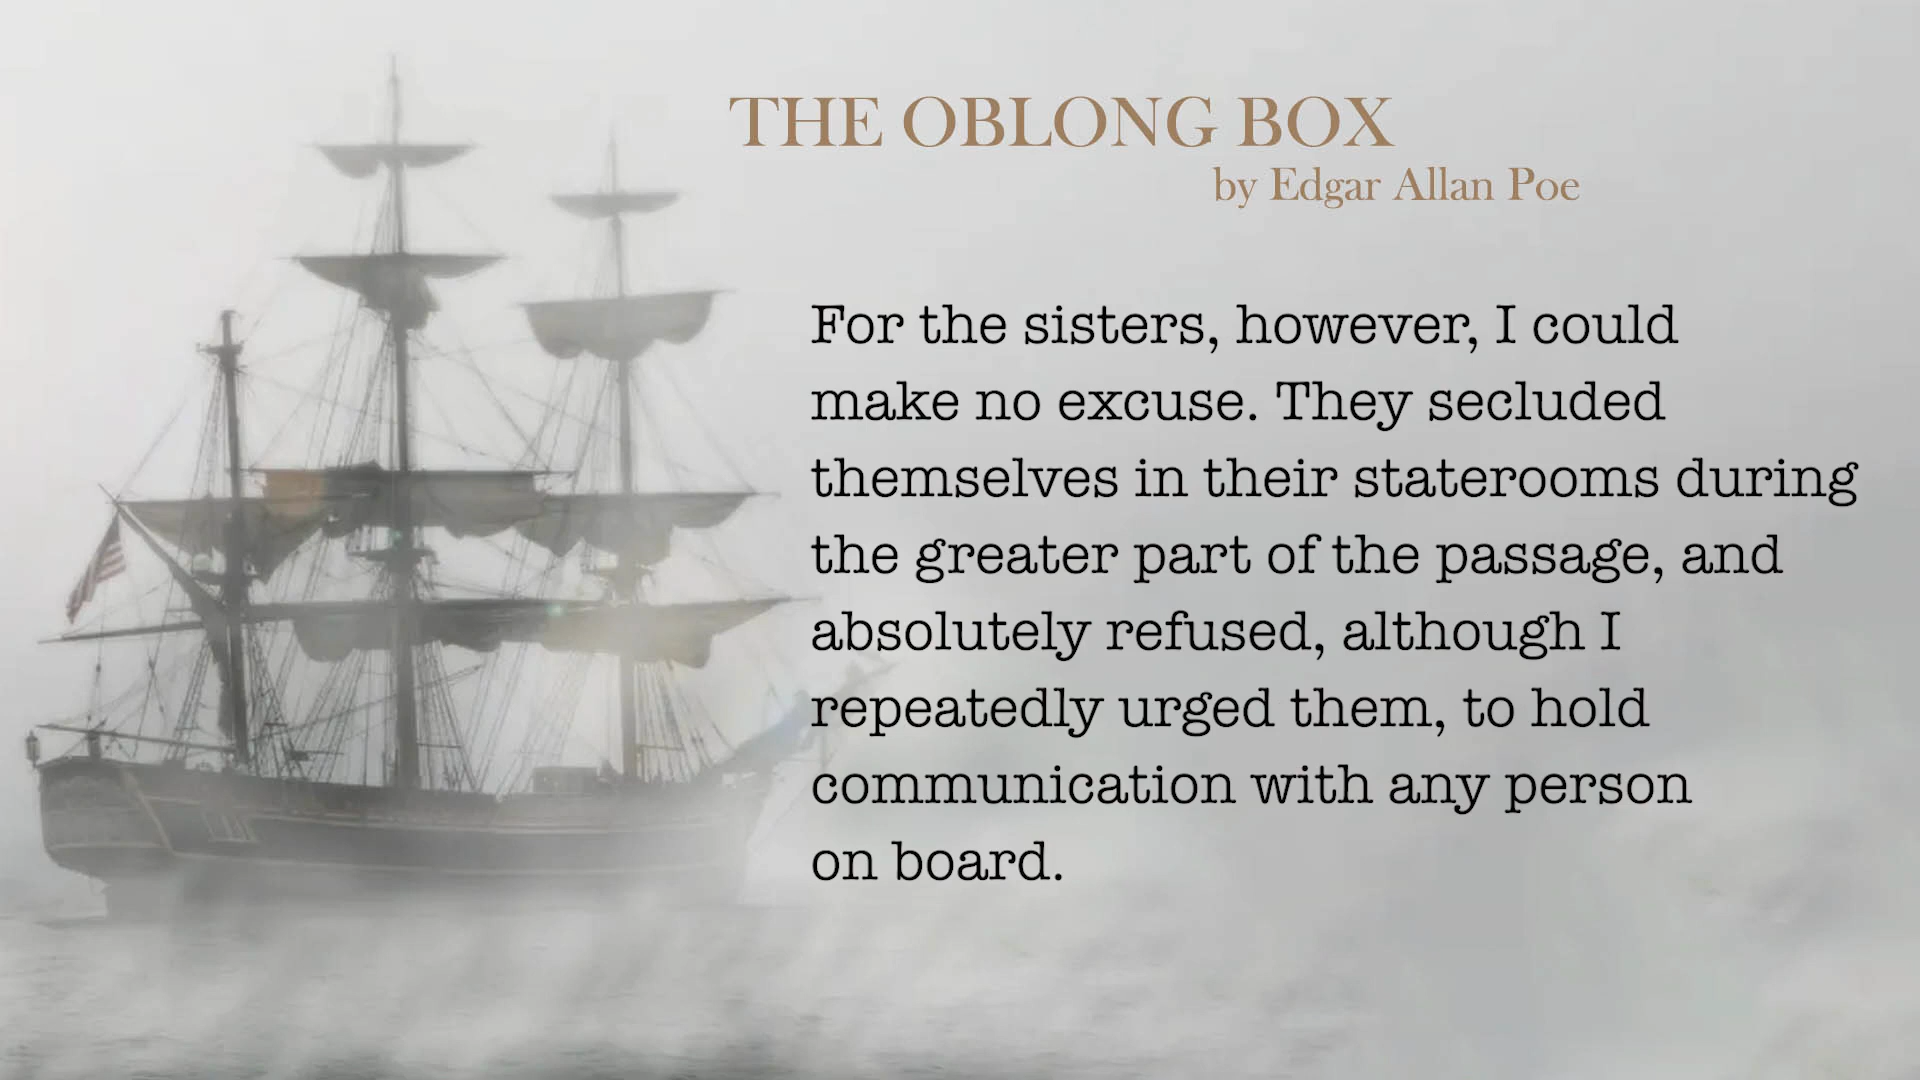 THE OBLONG BOX
by Edgar Allan Poe
For the sisters, however, I could
make no excuse. They secluded
themselves in their staterooms during
the greater part of the passage, and
absolutely refused, although I
repeatedly urged them, to hold
communication with any person
on board.